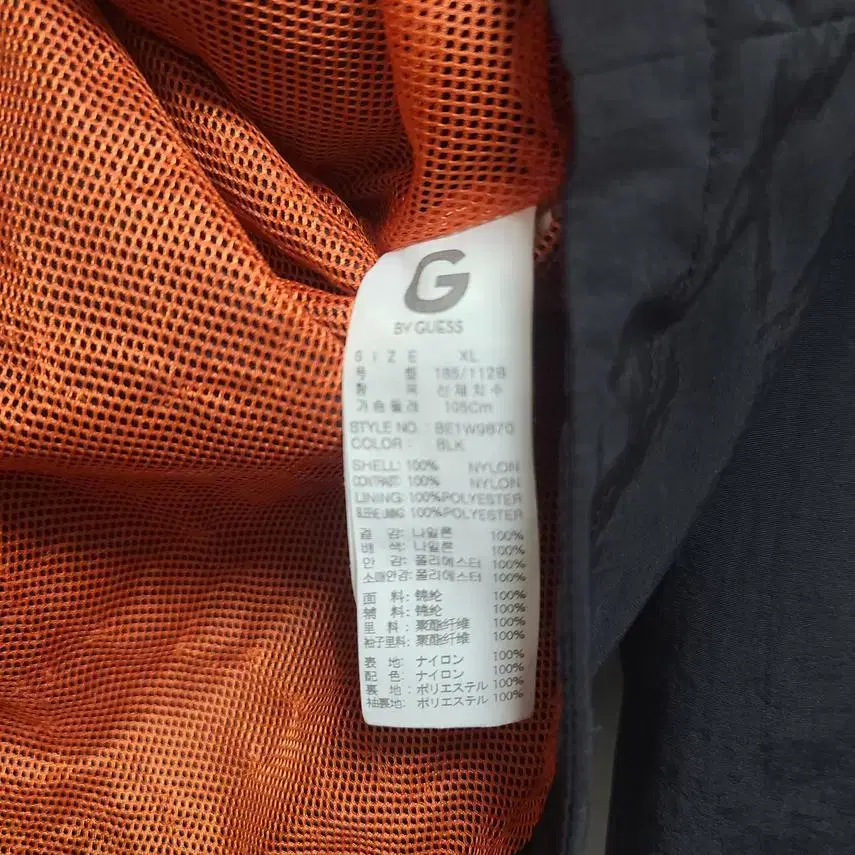 G
BY GUESS
SIZE XL
호 칭 185/112B
항 목 신체치수
가슴둘레 109Cm
STYLE NO.: BE1W9870
COLOR: BLK
SHELL: 100% NYLON
CONTRAST: 100% NYLON
LINING: 100% POLYESTER
SLEEVE LINING: 100% POLYESTER
겉 감: 나일론 100%
배 색: 나일론 100%
안 감: 폴리에스터 100%
소매안감: 폴리에스터 100%
面 料: 锦纶 100%
辅 料: 锦纶 100%
里 料: 聚酯纤维 100%
袖子里料: 聚酯纤维 100%
表 地: ナイロン 100%
配 色: ナイロン 100%
裏 地: ポリエステル 100%
袖裏地: ポリエステル 100%